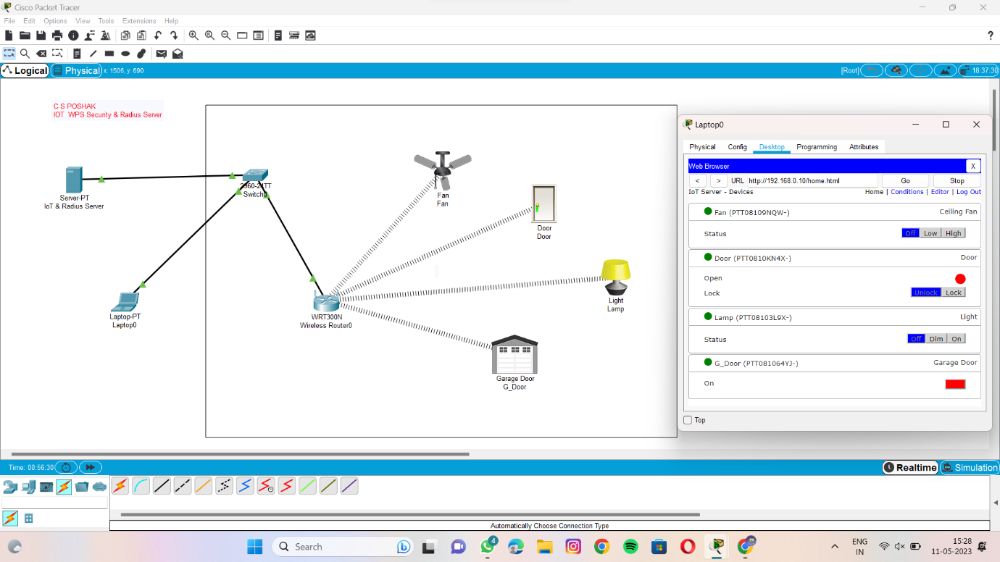 Cisco Packet Tracer
File Edit Options View Tools Extensions Help
?
Logical Physical x: 1506, y: 690 [Root] 18:37:30
C S POSHAK
IOT WPS Security & Radius Server
Server-PT
IoT & Radius Server
2960-24TT
Switch0
Laptop-PT
Laptop0
WRT300N
Wireless Router0
Fan
Fan
Door
Door
Light
Lamp
Garage Door
G_Door
Laptop0
Physical Config Desktop Programming Attributes
Web Browser X
< > URL http://192.168.0.10/home.html Go Stop
IoT Server - Devices Home | Conditions | Editor | Log Out
Fan (PTT08109NQW-) Ceiling Fan
Status Off Low High
Door (PTT0810KN4X-) Door
Open
Lock Unlock Lock
Lamp (PTT08103L9X-) Light
Status Off Dim On
G_Door (PTT081064YJ-) Garage Door
On
Top
Time: 00:56:30 Realtime Simulation
Automatically Choose Connection Type
Search 4 ENG 15:28
IN 11-05-2023